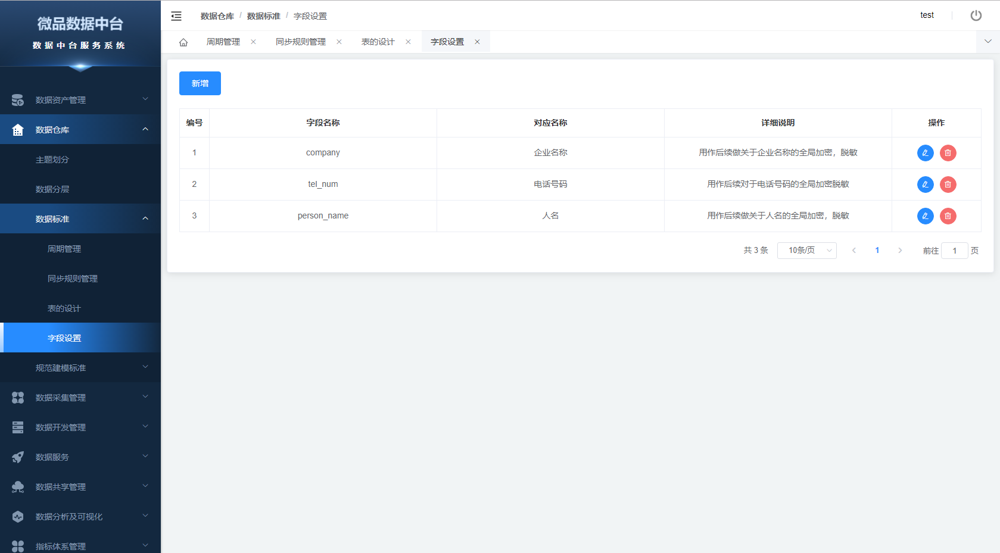 微品数据中台
数据中台服务系统
数据资产管理
数据仓库
主题划分
数据分层
数据标准
周期管理
同步规则管理
表的设计
字段设置
规范建模标准
数据采集管理
数据开发管理
数据服务
数据共享管理
数据分析及可视化
指标体系管理
数据仓库 / 数据标准 / 字段设置
test
周期管理 同步规则管理 表的设计 字段设置
新增
编号 字段名称 对应名称 详细说明 操作
1 company 企业名称 用作后续做关于企业名称的全局加密，脱敏
2 tel_num 电话号码 用作后续对于电话号码的全局加密脱敏
3 person_name 人名 用作后续做关于人名的全局加密，脱敏
共 3 条 10条/页 1 前往 1 页